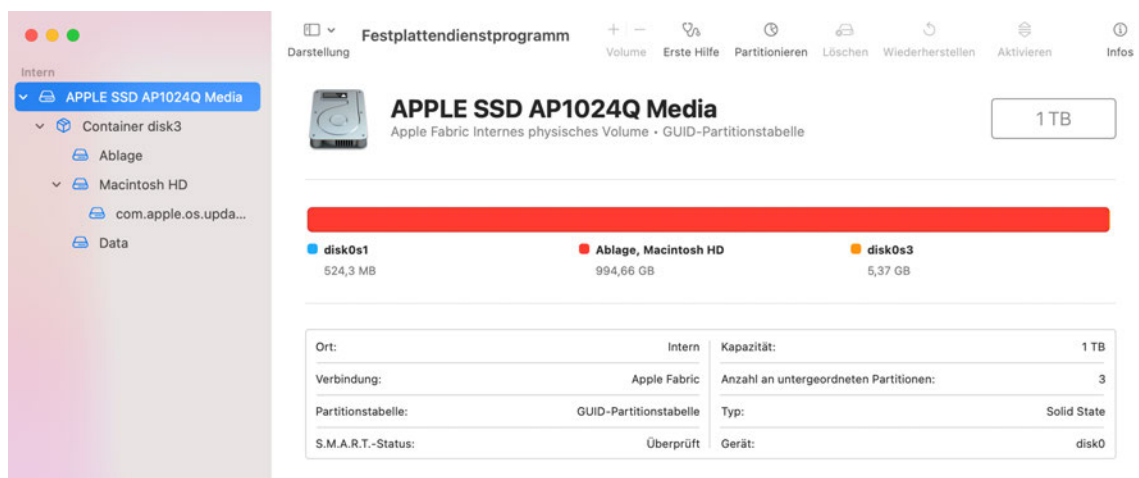 Festplattendienstprogramm
Darstellung
Volume
Erste Hilfe
Partitionieren
Löschen
Wiederherstellen
Aktivieren
Infos
Intern
APPLE SSD AP1024Q Media
Container disk3
Ablage
Macintosh HD
com.apple.os.upda...
Data
APPLE SSD AP1024Q Media
Apple Fabric Internes physisches Volume • GUID-Partitionstabelle
1 TB
disk0s1
524,3 MB
Ablage, Macintosh HD
994,66 GB
disk0s3
5,37 GB
Ort: Intern
Verbindung: Apple Fabric
Partitionstabelle: GUID-Partitionstabelle
S.M.A.R.T.-Status: Überprüft
Kapazität: 1 TB
Anzahl an untergeordneten Partitionen: 3
Typ: Solid State
Gerät: disk0